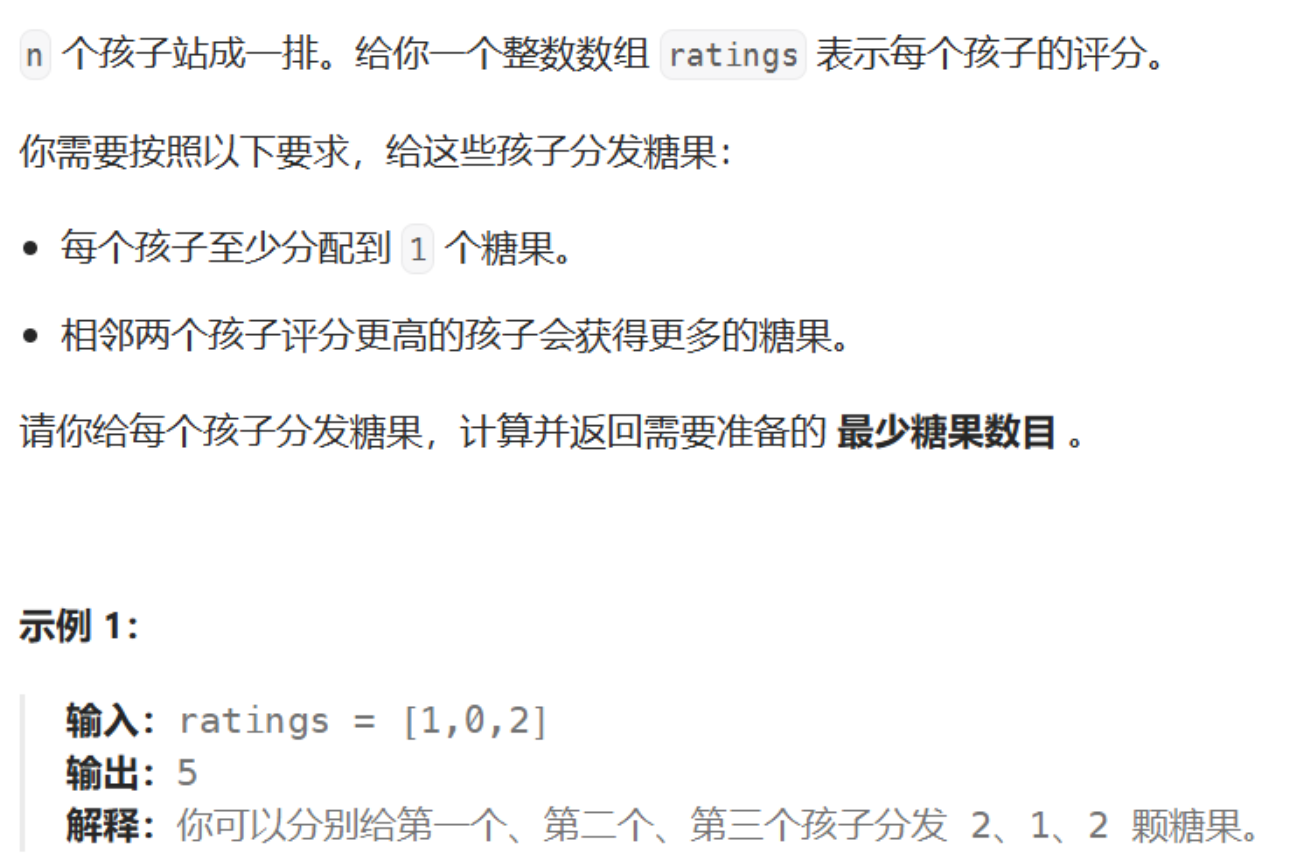 n 个孩子站成一排。给你一个整数数组 ratings 表示每个孩子的评分。
你需要按照以下要求，给这些孩子分发糖果：
• 每个孩子至少分配到 1 个糖果。
• 相邻两个孩子评分更高的孩子会获得更多的糖果。
请你给每个孩子分发糖果，计算并返回需要准备的 最少糖果数目 。
示例 1：
输入：ratings = [1,0,2]
输出：5
解释：你可以分别给第一个、第二个、第三个孩子分发 2、1、2 颗糖果。